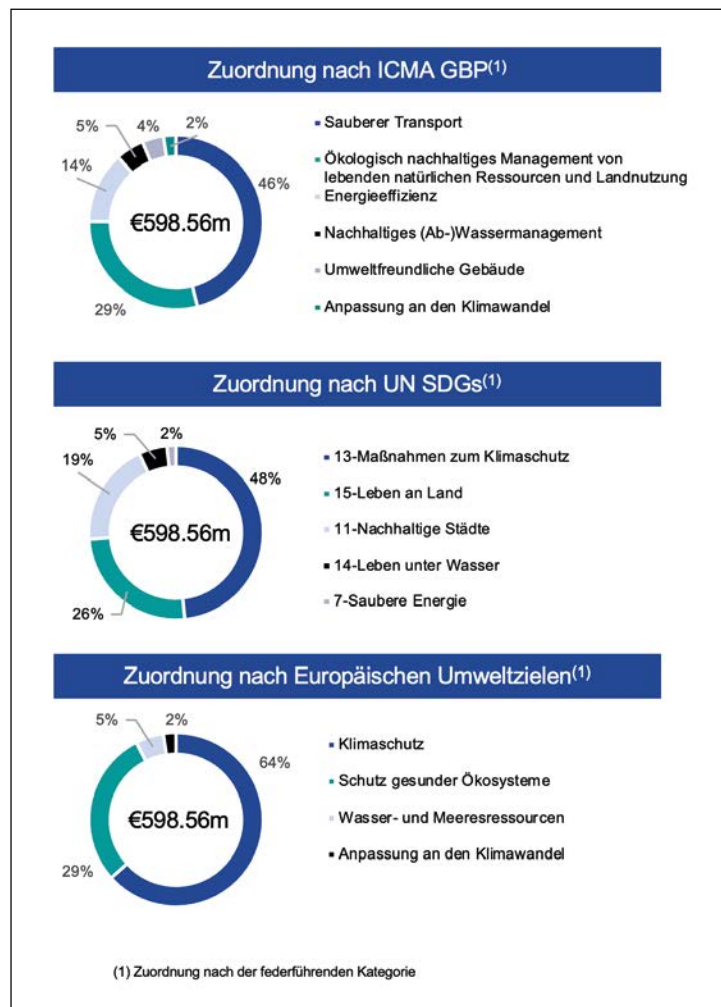 Zuordnung nach ICMA GBP(1)
5%
4%
2%
14%
46%
€598.56m
29%
Sauberer Transport
Ökologisch nachhaltiges Management von
lebenden natürlichen Ressourcen und Landnutzung
Energieeffizienz
Nachhaltiges (Ab-)Wassermanagement
Umweltfreundliche Gebäude
Anpassung an den Klimawandel
Zuordnung nach UN SDGs(1)
5%
2%
19%
48%
€598.56m
26%
13-Maßnahmen zum Klimaschutz
15-Leben an Land
11-Nachhaltige Städte
14-Leben unter Wasser
7-Saubere Energie
Zuordnung nach Europäischen Umweltzielen(1)
5%
2%
64%
€598.56m
29%
Klimaschutz
Schutz gesunder Ökosysteme
Wasser- und Meeresressourcen
Anpassung an den Klimawandel
(1) Zuordnung nach der federführenden Kategorie